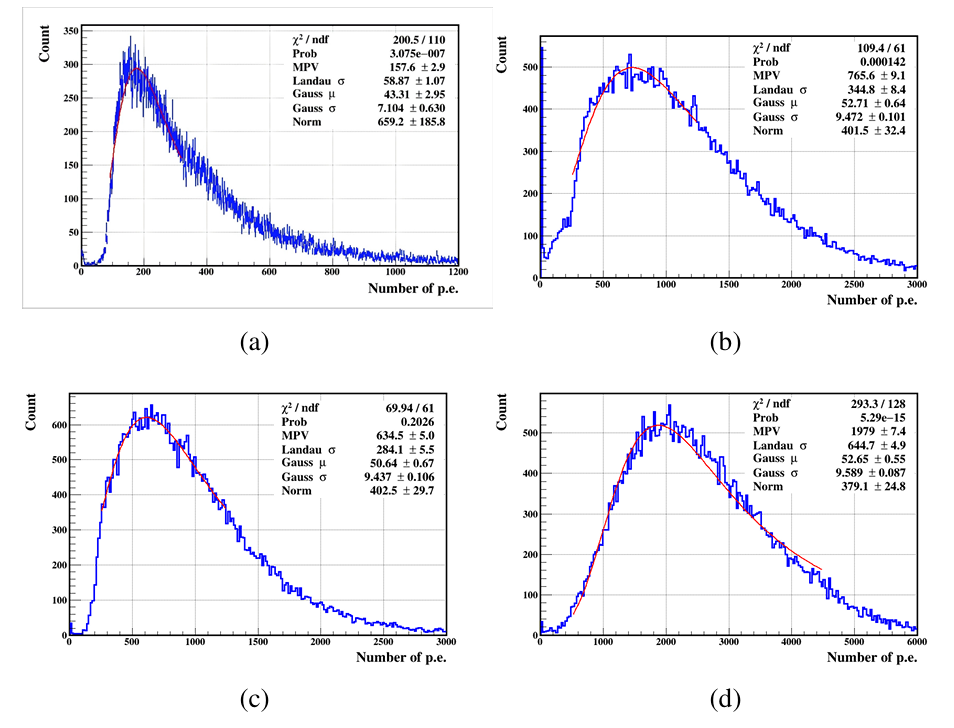 Count
350
300
250
200
150
100
50
0
0 200 400 600 800 1000 1200
Number of p.e.
χ² / ndf 200.5 / 110
Prob 3.075e−007
MPV 157.6 ± 2.9
Landau σ 58.87 ± 1.07
Gauss μ 43.31 ± 2.95
Gauss σ 7.104 ± 0.630
Norm 659.2 ± 185.8
(a)
Count
500
400
300
200
100
0
0 500 1000 1500 2000 2500 3000
Number of p.e.
χ² / ndf 109.4 / 61
Prob 0.000142
MPV 765.6 ± 9.1
Landau σ 344.8 ± 8.4
Gauss μ 52.71 ± 0.64
Gauss σ 9.472 ± 0.101
Norm 401.5 ± 32.4
(b)
Count
600
500
400
300
200
100
0
0 500 1000 1500 2000 2500 3000
Number of p.e.
χ² / ndf 69.94 / 61
Prob 0.2026
MPV 634.5 ± 5.0
Landau σ 284.1 ± 5.5
Gauss μ 50.64 ± 0.67
Gauss σ 9.437 ± 0.106
Norm 402.5 ± 29.7
(c)
Count
500
400
300
200
100
0
0 1000 2000 3000 4000 5000 6000
Number of p.e.
χ² / ndf 293.3 / 128
Prob 5.29e−15
MPV 1979 ± 7.4
Landau σ 644.7 ± 4.9
Gauss μ 52.65 ± 0.55
Gauss σ 9.589 ± 0.087
Norm 379.1 ± 24.8
(d)